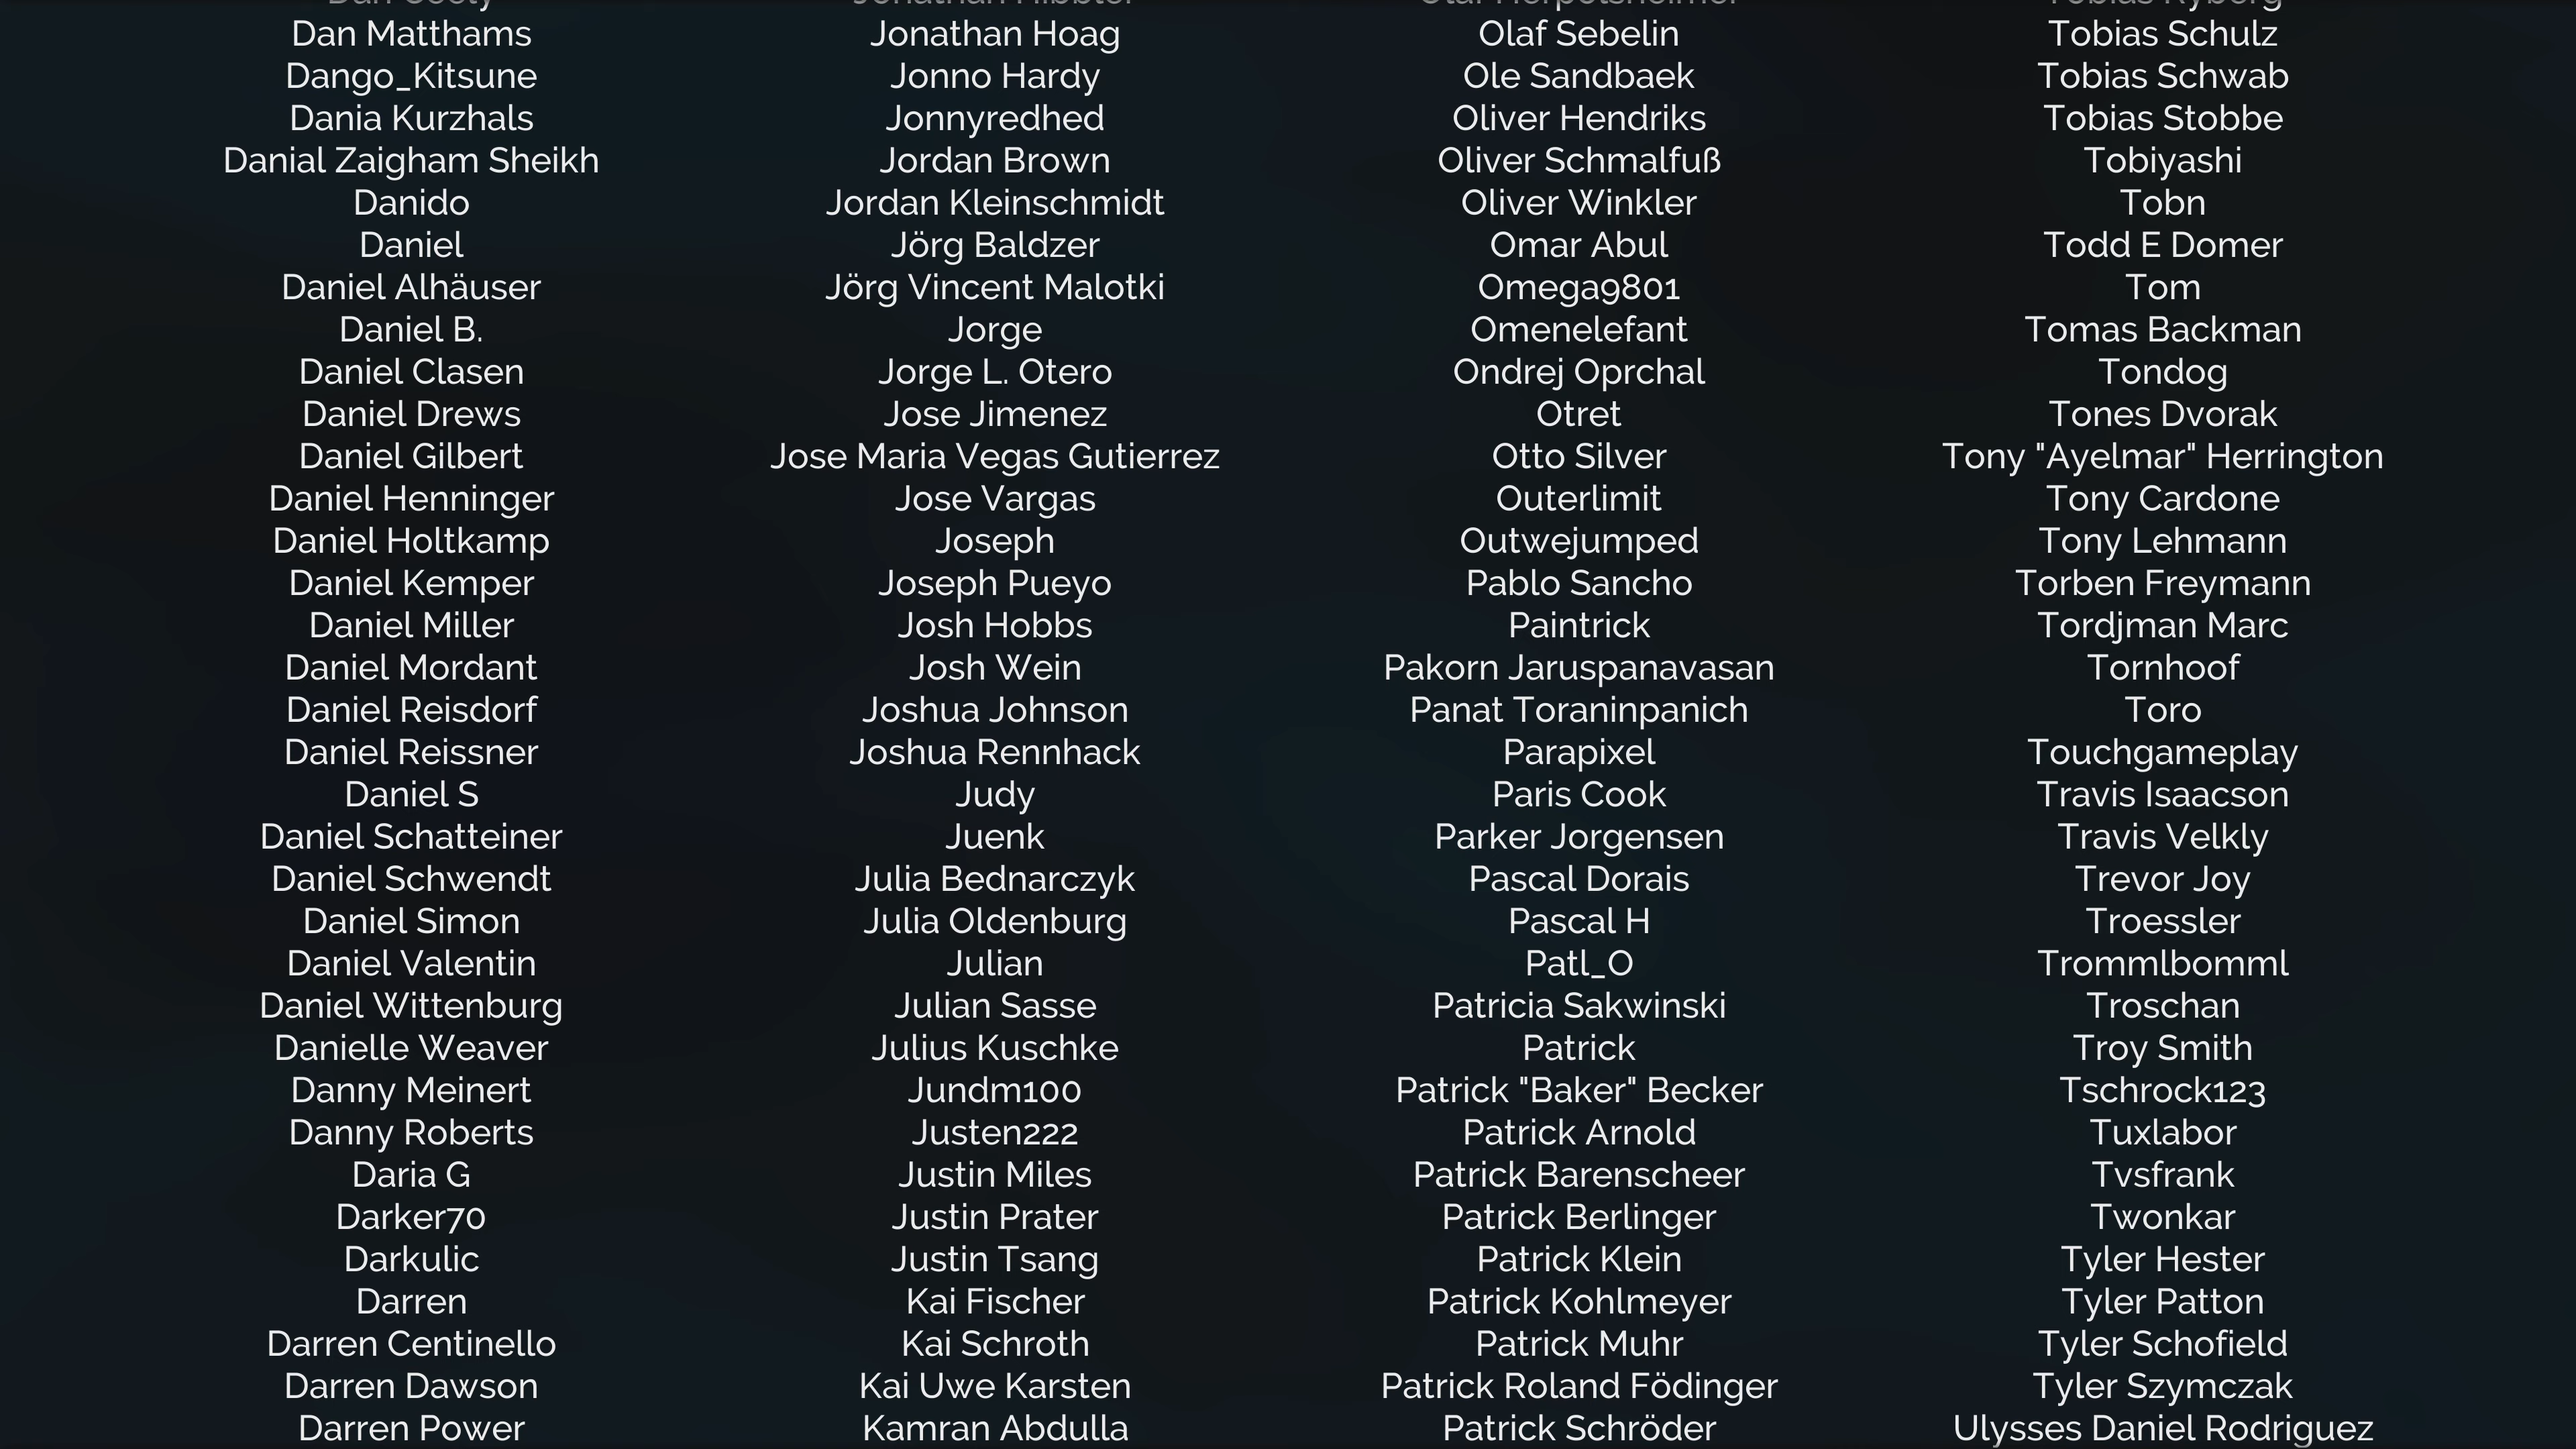 Dan Matthams
Dango_Kitsune
Dania Kurzhals
Danial Zaigham Sheikh
Danido
Daniel
Daniel Alhäuser
Daniel B.
Daniel Clasen
Daniel Drews
Daniel Gilbert
Daniel Henninger
Daniel Holtkamp
Daniel Kemper
Daniel Miller
Daniel Mordant
Daniel Reisdorf
Daniel Reissner
Daniel S
Daniel Schatteiner
Daniel Schwendt
Daniel Simon
Daniel Valentin
Daniel Wittenburg
Danielle Weaver
Danny Meinert
Danny Roberts
Daria G
Darker70
Darkulic
Darren
Darren Centinello
Darren Dawson
Darren Power
Jonathan Hoag
Jonno Hardy
Jonnyredhed
Jordan Brown
Jordan Kleinschmidt
Jörg Baldzer
Jörg Vincent Malotki
Jorge
Jorge L. Otero
Jose Jimenez
Jose Maria Vegas Gutierrez
Jose Vargas
Joseph
Joseph Pueyo
Josh Hobbs
Josh Wein
Joshua Johnson
Joshua Rennhack
Judy
Juenk
Julia Bednarczyk
Julia Oldenburg
Julian
Julian Sasse
Julius Kuschke
Jundm100
Justen222
Justin Miles
Justin Prater
Justin Tsang
Kai Fischer
Kai Schroth
Kai Uwe Karsten
Kamran Abdulla
Olaf Sebelin
Ole Sandbaek
Oliver Hendriks
Oliver Schmalfuß
Oliver Winkler
Omar Abul
Omega9801
Omenelefant
Ondrej Oprchal
Otret
Otto Silver
Outerlimit
Outwejumped
Pablo Sancho
Paintrick
Pakorn Jaruspanavasan
Panat Toraninpanich
Parapixel
Paris Cook
Parker Jorgensen
Pascal Dorais
Pascal H
Patl_O
Patricia Sakwinski
Patrick
Patrick "Baker" Becker
Patrick Arnold
Patrick Barenscheer
Patrick Berlinger
Patrick Klein
Patrick Kohlmeyer
Patrick Muhr
Patrick Roland Födinger
Patrick Schröder
Tobias Schulz
Tobias Schwab
Tobias Stobbe
Tobiyashi
Tobn
Todd E Domer
Tom
Tomas Backman
Tondog
Tones Dvorak
Tony "Ayelmar" Herrington
Tony Cardone
Tony Lehmann
Torben Freymann
Tordjman Marc
Tornhoof
Toro
Touchgameplay
Travis Isaacson
Travis Velkly
Trevor Joy
Troessler
Trommlbomml
Troschan
Troy Smith
Tschrock123
Tuxlabor
Tvsfrank
Twonkar
Tyler Hester
Tyler Patton
Tyler Schofield
Tyler Szymczak
Ulysses Daniel Rodriguez